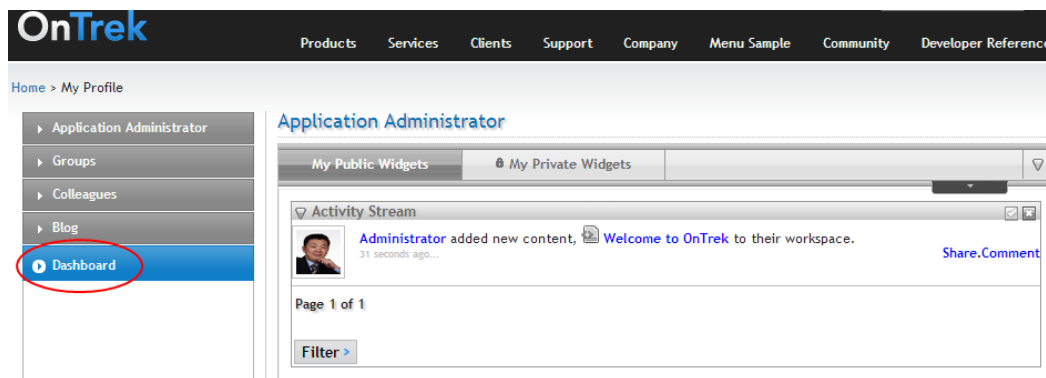 OnTrek
Products Services Clients Support Company Menu Sample Community Developer Reference
Home > My Profile
Application Administrator
Groups
Colleagues
Blog
Dashboard
Application Administrator
My Public Widgets My Private Widgets
Activity Stream
Administrator added new content, Welcome to OnTrek to their workspace.
31 seconds ago...
Share.Comment
Page 1 of 1
Filter >